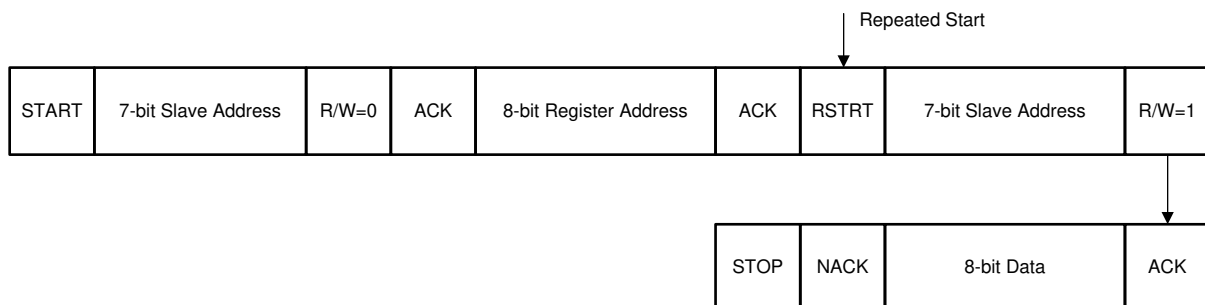 Repeated Start
START 7-bit Slave Address R/W=0 ACK 8-bit Register Address ACK RSTRT 7-bit Slave Address R/W=1
STOP NACK 8-bit Data ACK